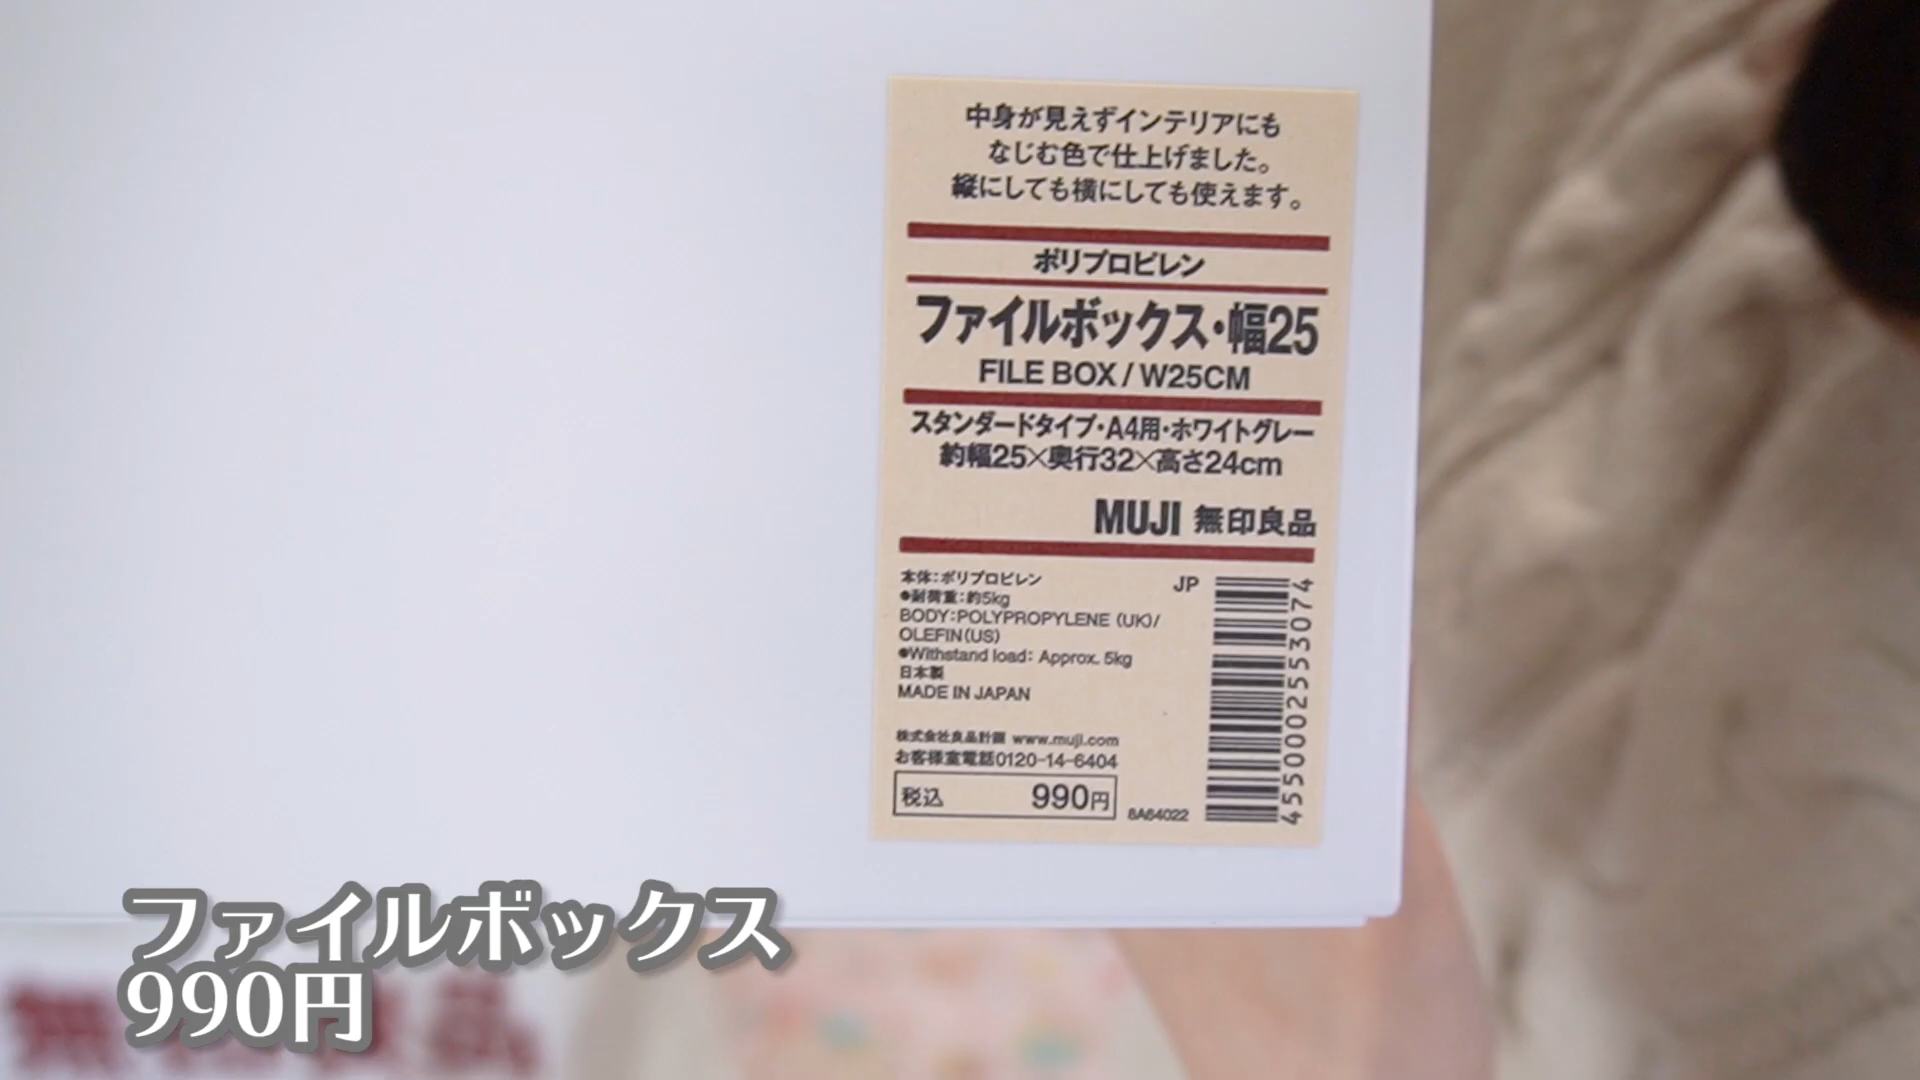 中身が見えずインテリアにも
なじむ色で仕上げました。
縦にしても横にしても使えます。
ポリプロピレン
ファイルボックス・幅25
FILE BOX / W25CM
スタンダードタイプ・A4用・ホワイトグレー
約幅25×奥行32×高さ24cm
MUJI 無印良品
本体：ポリプロピレン
●耐荷重：約5kg
BODY：POLYPROPYLENE (UK)/
OLEFIN(US)
●Withstand load： Approx. 5kg
日本製
MADE IN JAPAN
JP
4550002553074
株式会社良品計画 www.muji.com
お客様室電話0120-14-6404
税込 990円
ファイルボックス
990円